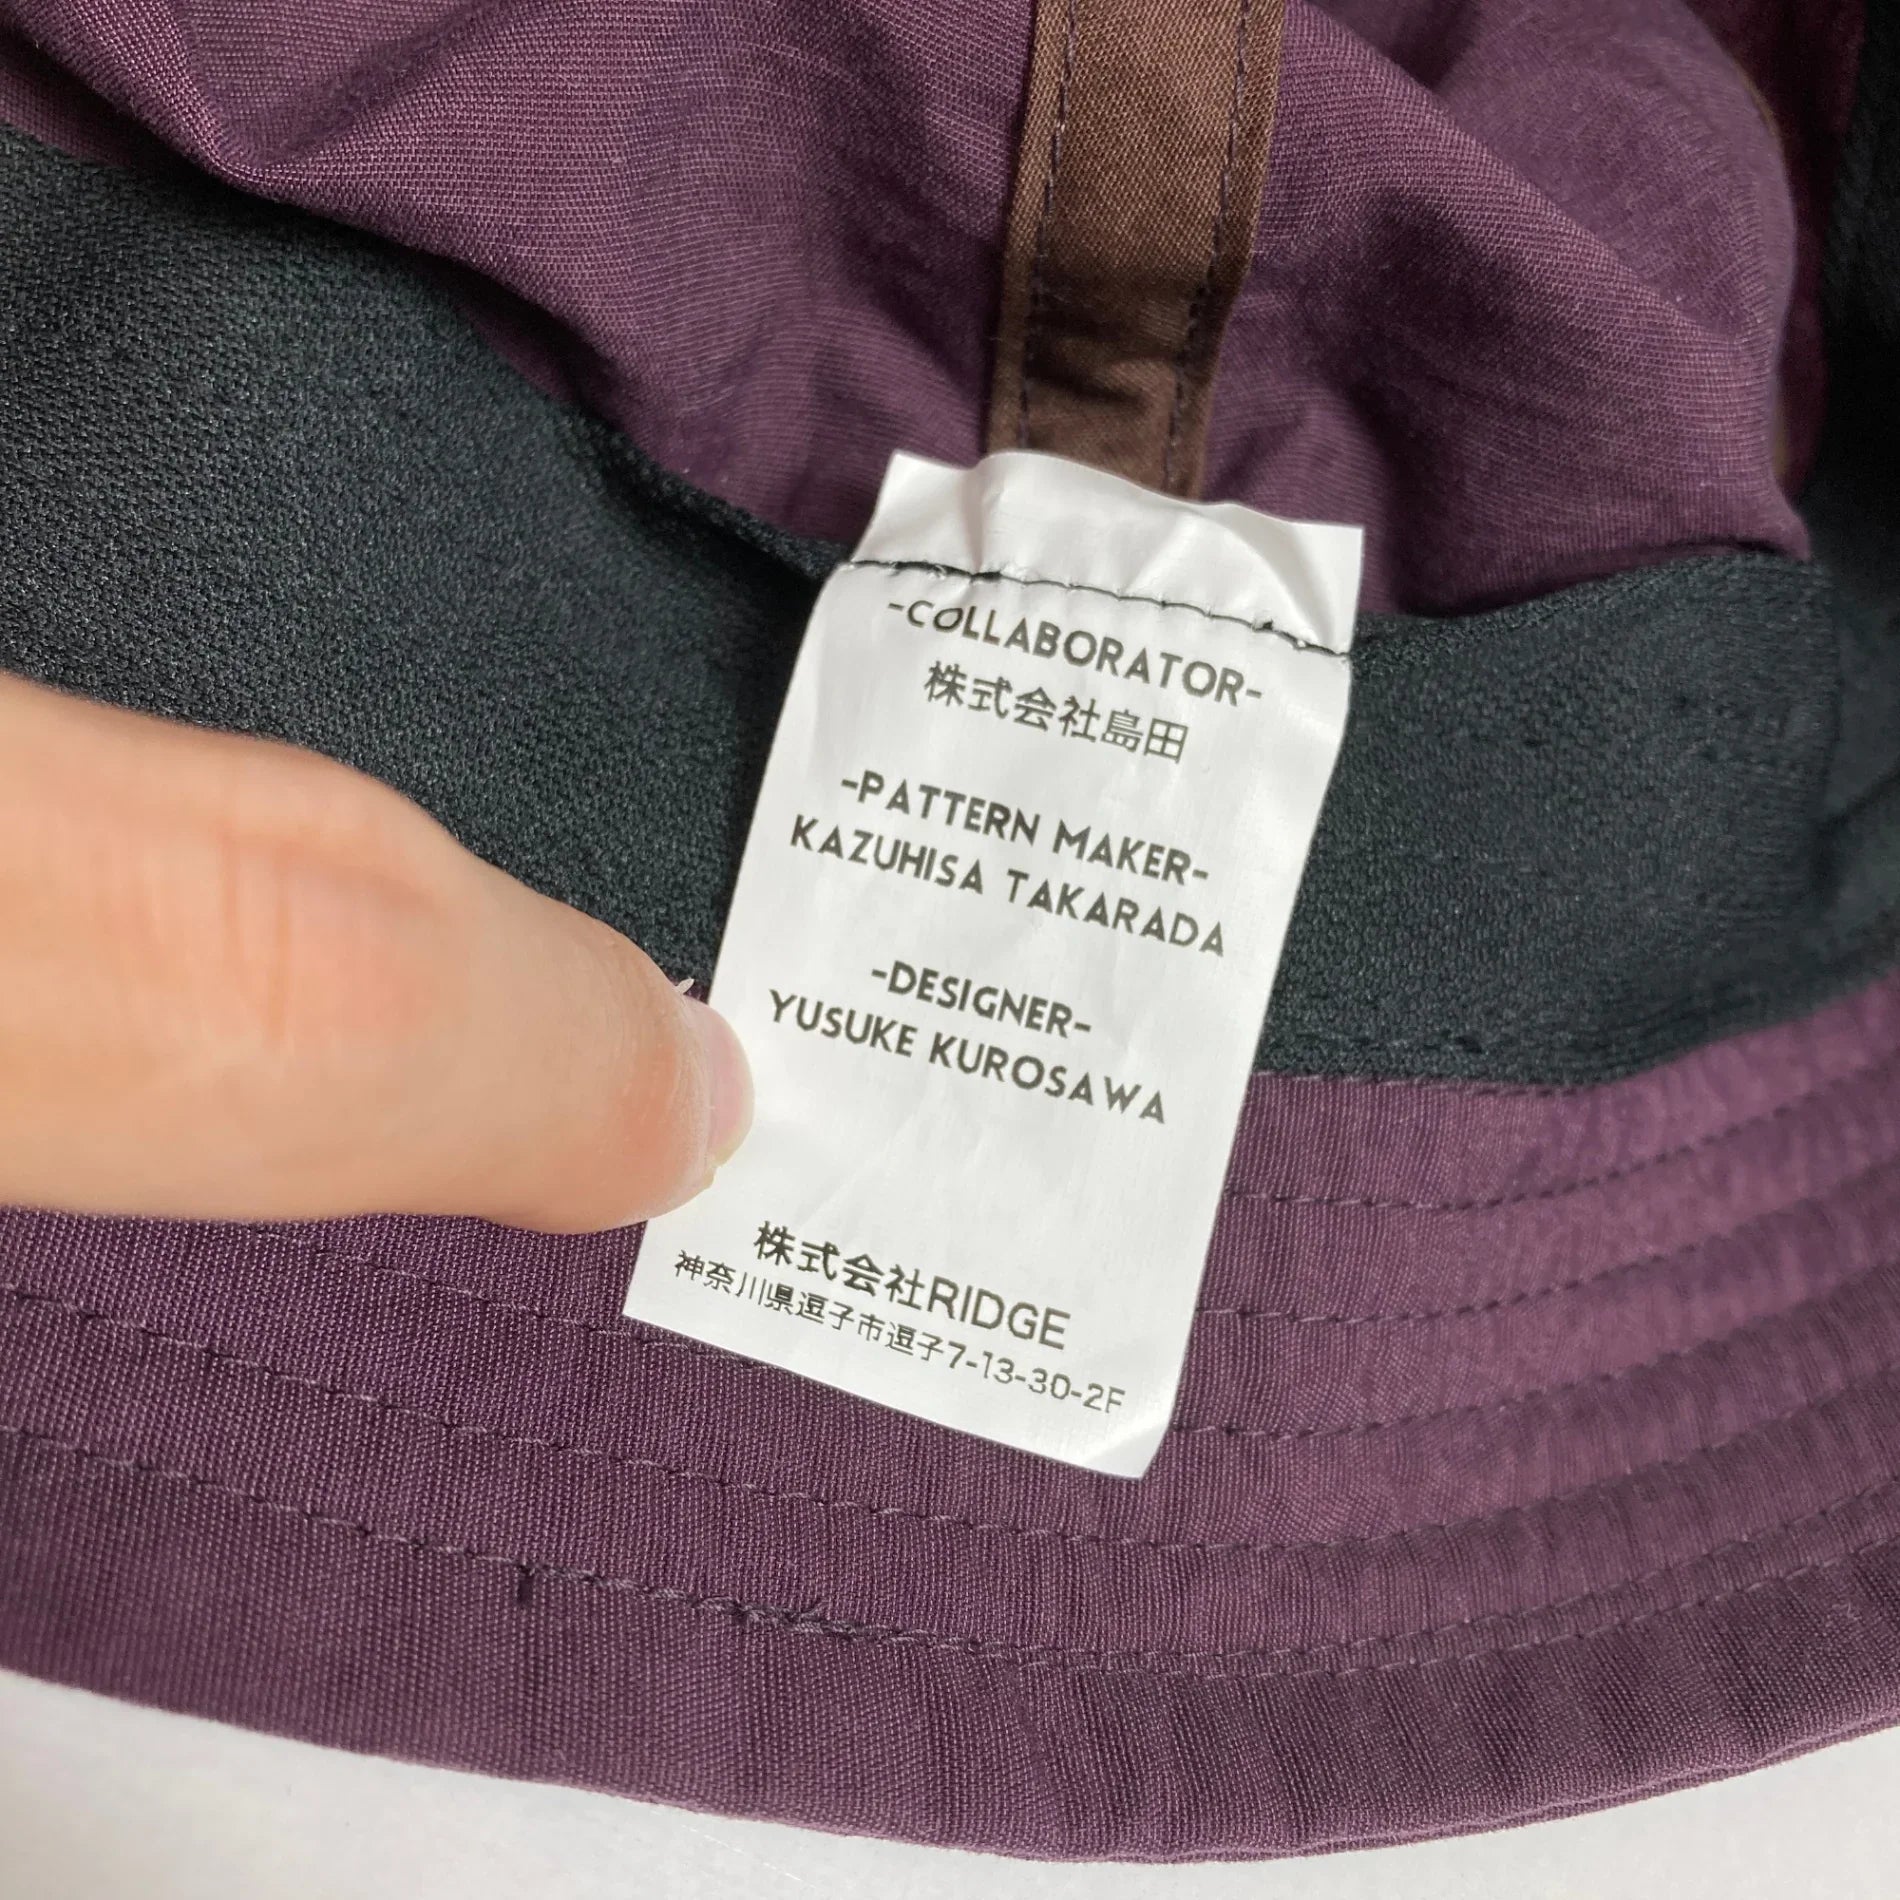 -COLLABORATOR-
株式会社島田
-PATTERN MAKER-
KAZUHISA TAKARADA
-DESIGNER-
YUSUKE KUROSAWA
株式会社RIDGE
神奈川県逗子市逗子7-13-30-2F